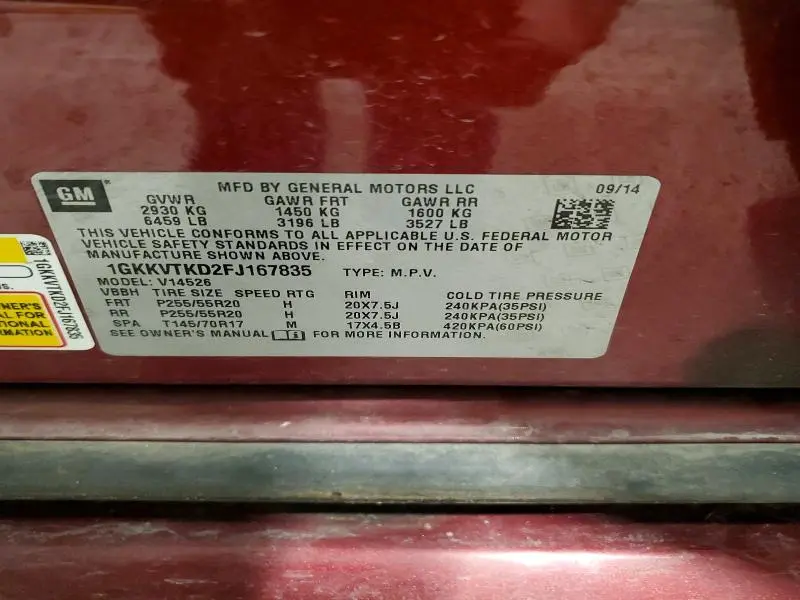 GM
MFD BY GENERAL MOTORS LLC 09/14
GVWR GAWR FRT GAWR RR
2930 KG 1450 KG 1600 KG
6459 LB 3196 LB 3527 LB
THIS VEHICLE CONFORMS TO ALL APPLICABLE U.S. FEDERAL MOTOR
VEHICLE SAFETY STANDARDS IN EFFECT ON THE DATE OF
MANUFACTURE SHOWN ABOVE.
1GKKVTKD2FJ167835 TYPE: M.P.V.
MODEL: V14526
VBBH TIRE SIZE SPEED RTG RIM COLD TIRE PRESSURE
FRT P255/55R20 H 20X7.5J 240KPA(35PSI)
RR P255/55R20 H 20X7.5J 240KPA(35PSI)
SPA T145/70R17 M 17X4.5B 420KPA(60PSI)
SEE OWNER'S MANUAL FOR MORE INFORMATION.
1GKKVTKD2FJ167835